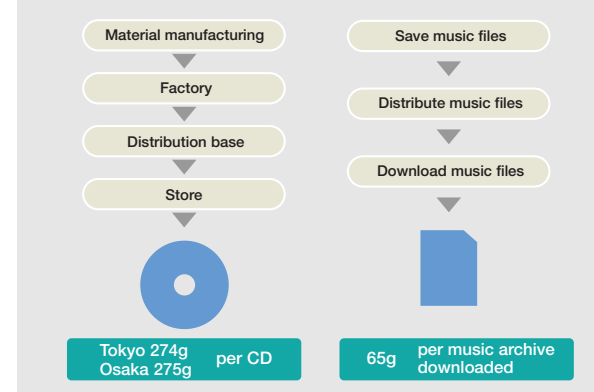 Material manufacturing
Factory
Distribution base
Store
Tokyo 274g
Osaka 275g
per CD
Save music files
Distribute music files
Download music files
65g
per music archive
downloaded